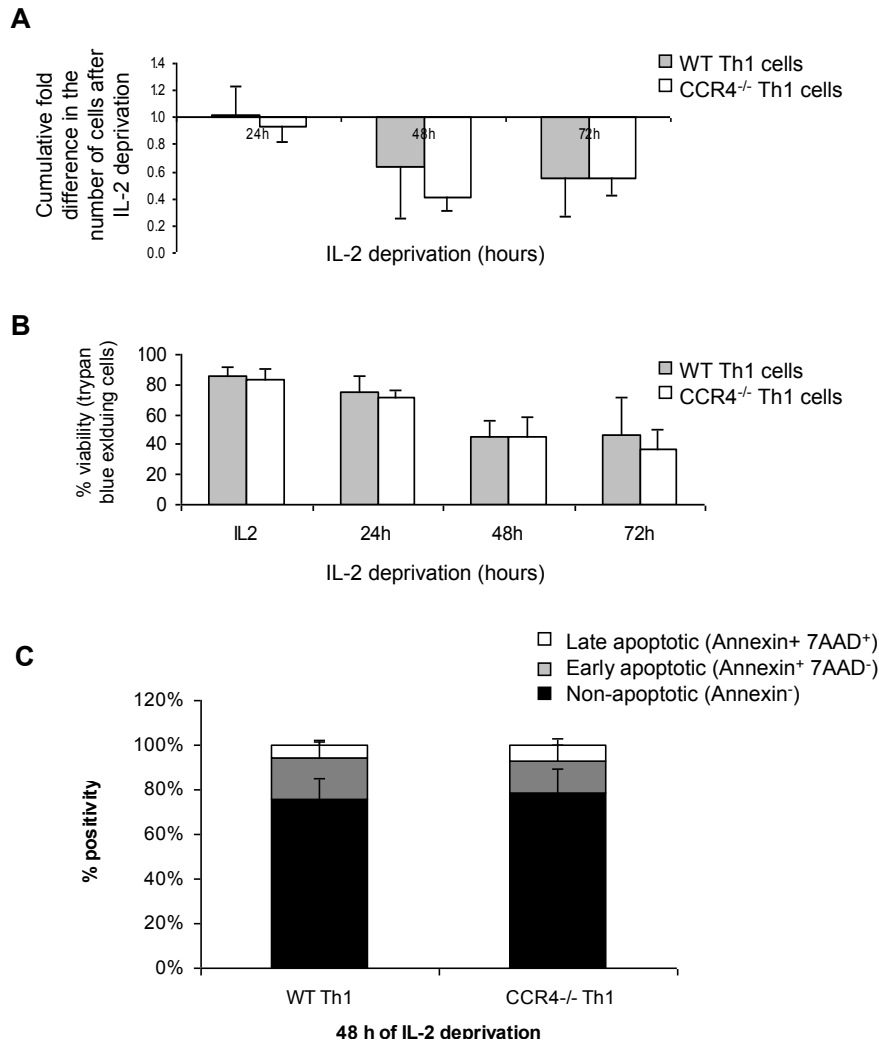 A
Cumulative fold
difference in the
number of cells after
IL-2 deprivation
1.4
1.2
1.0
0.8
0.6
0.4
0.2
0.0
24h
48h
72h
IL-2 deprivation (hours)
WT Th1 cells
CCR4-/- Th1 cells
B
% viability (trypan
blue exlduing cells)
100
80
60
40
20
0
IL2
24h
48h
72h
IL-2 deprivation (hours)
WT Th1 cells
CCR4-/- Th1 cells
C
Late apoptotic (Annexin+ 7AAD+)
Early apoptotic (Annexin+ 7AAD-)
Non-apoptotic (Annexin-)
% positivity
120%
100%
80%
60%
40%
20%
0%
WT Th1
CCR4-/- Th1
48 h of IL-2 deprivation